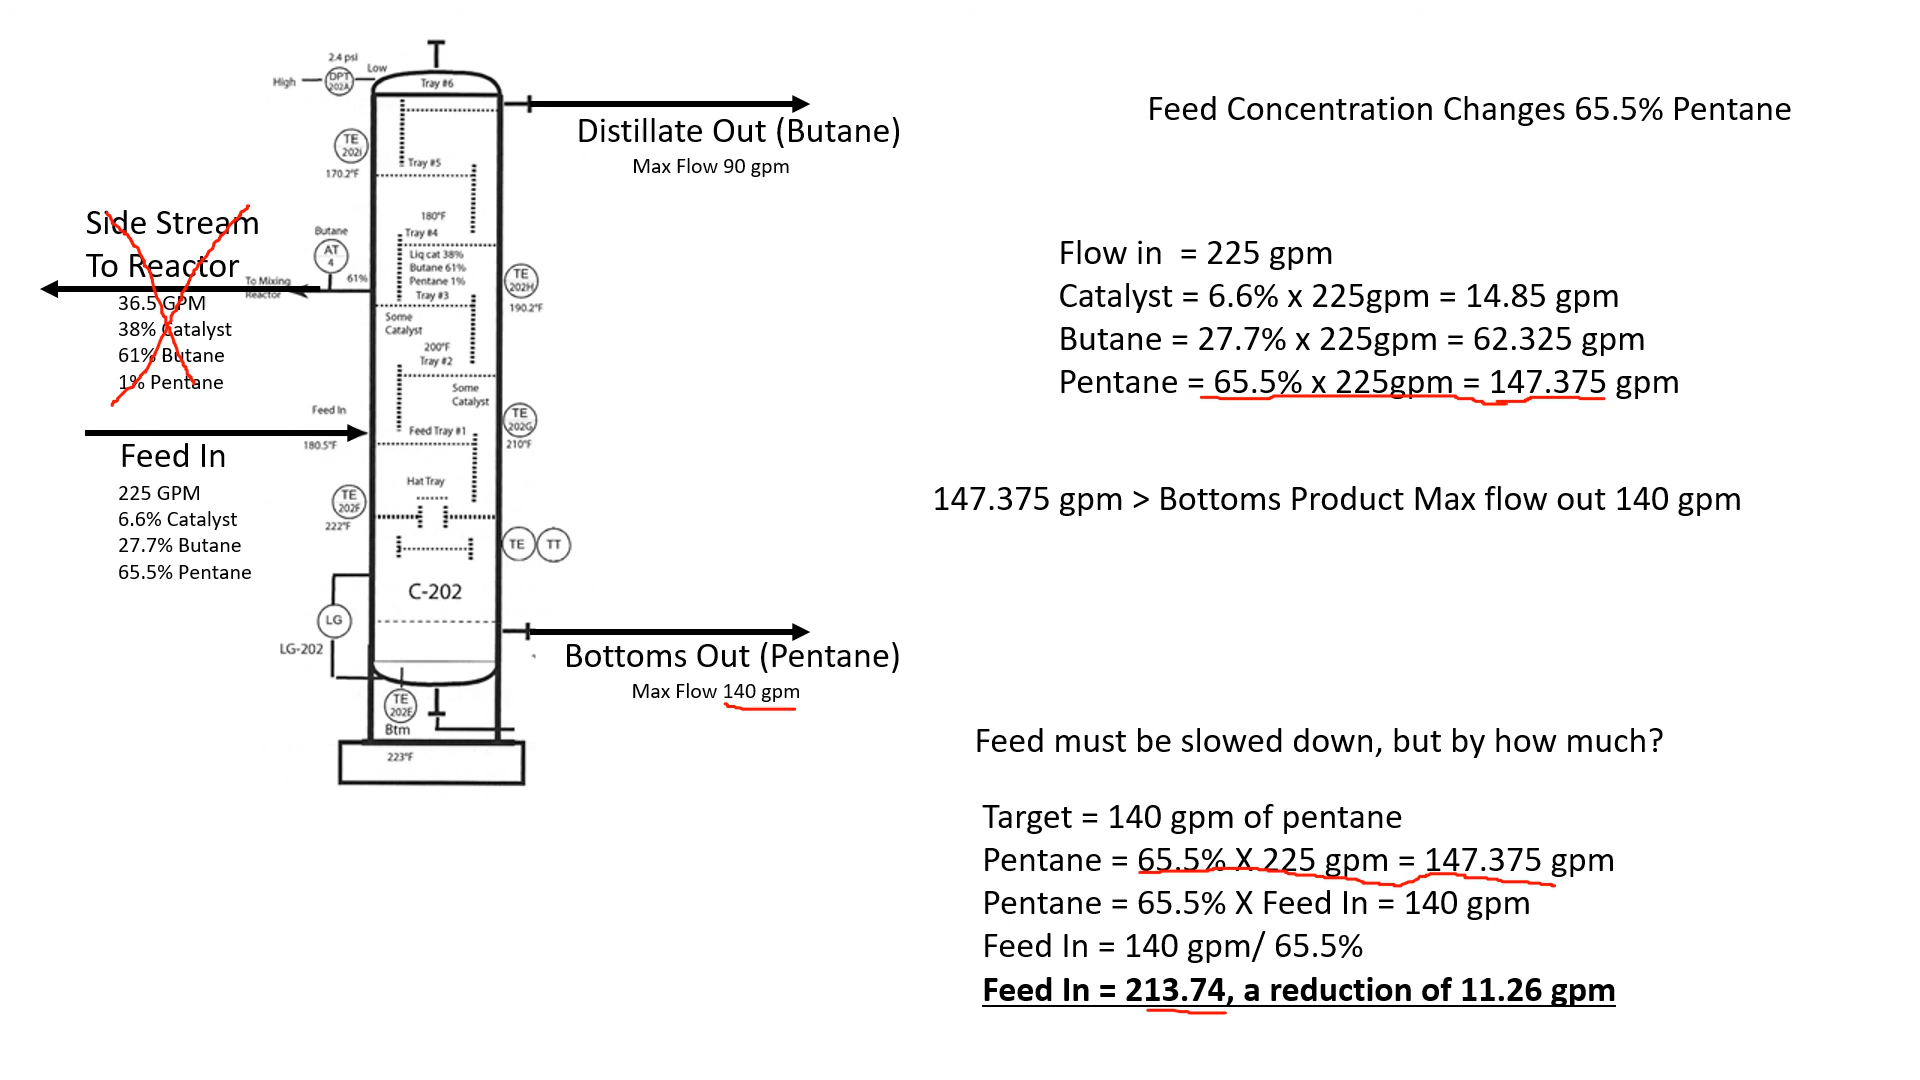 2.4 psi
High
DPT
202A
Low
Tray #6
Distillate Out (Butane)
Max Flow 90 gpm
TE
202I
170.2°F
Tray #5
Side Stream
To Reactor
36.5 GPM
38% Catalyst
61% Butane
1% Pentane
Butane
AT
4
61%
To Mixing
Reactor
180°F
Tray #4
Liq cat 38%
Butane 61%
Pentane 1%
Tray #3
TE
202H
190.2°F
Some
Catalyst
200°F
Tray #2
Some
Catalyst
Feed In
180.5°F
Feed In
225 GPM
6.6% Catalyst
27.7% Butane
65.5% Pentane
Feed Tray #1
TE
202G
210°F
Hat Tray
TE
202F
222°F
TE
TT
C-202
LG
LG-202
Bottoms Out (Pentane)
Max Flow 140 gpm
TE
202E
Btm
223°F
Feed Concentration Changes 65.5% Pentane
Flow in = 225 gpm
Catalyst = 6.6% x 225gpm = 14.85 gpm
Butane = 27.7% x 225gpm = 62.325 gpm
Pentane = 65.5% x 225gpm = 147.375 gpm
147.375 gpm > Bottoms Product Max flow out 140 gpm
Feed must be slowed down, but by how much?
Target = 140 gpm of pentane
Pentane = 65.5% X 225 gpm = 147.375 gpm
Pentane = 65.5% X Feed In = 140 gpm
Feed In = 140 gpm/ 65.5%
Feed In = 213.74, a reduction of 11.26 gpm